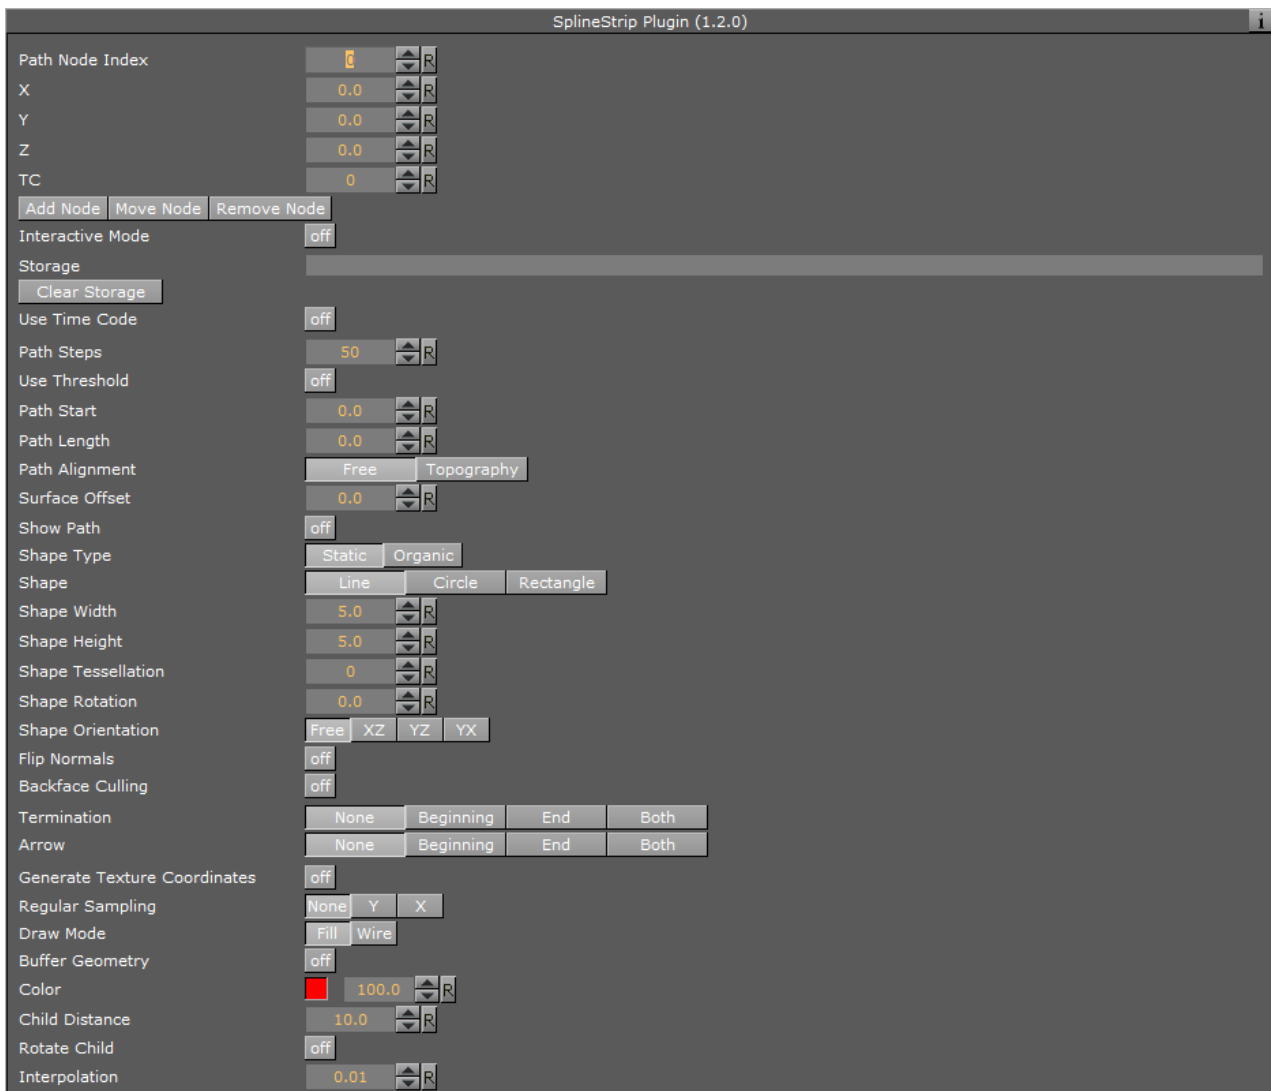 SplineStrip Plugin (1.2.0) i
Path Node Index 0 R
X 0.0 R
Y 0.0 R
Z 0.0 R
TC 0 R
Add Node Move Node Remove Node
Interactive Mode off
Storage
Clear Storage
Use Time Code off
Path Steps 50 R
Use Threshold off
Path Start 0.0 R
Path Length 0.0 R
Path Alignment Free Topography
Surface Offset 0.0 R
Show Path off
Shape Type Static Organic
Shape Line Circle Rectangle
Shape Width 5.0 R
Shape Height 5.0 R
Shape Tessellation 0 R
Shape Rotation 0.0 R
Shape Orientation Free XZ YZ YX
Flip Normals off
Backface Culling off
Termination None Beginning End Both
Arrow None Beginning End Both
Generate Texture Coordinates off
Regular Sampling None Y X
Draw Mode Fill Wire
Buffer Geometry off
Color 100.0 R
Child Distance 10.0 R
Rotate Child off
Interpolation 0.01 R